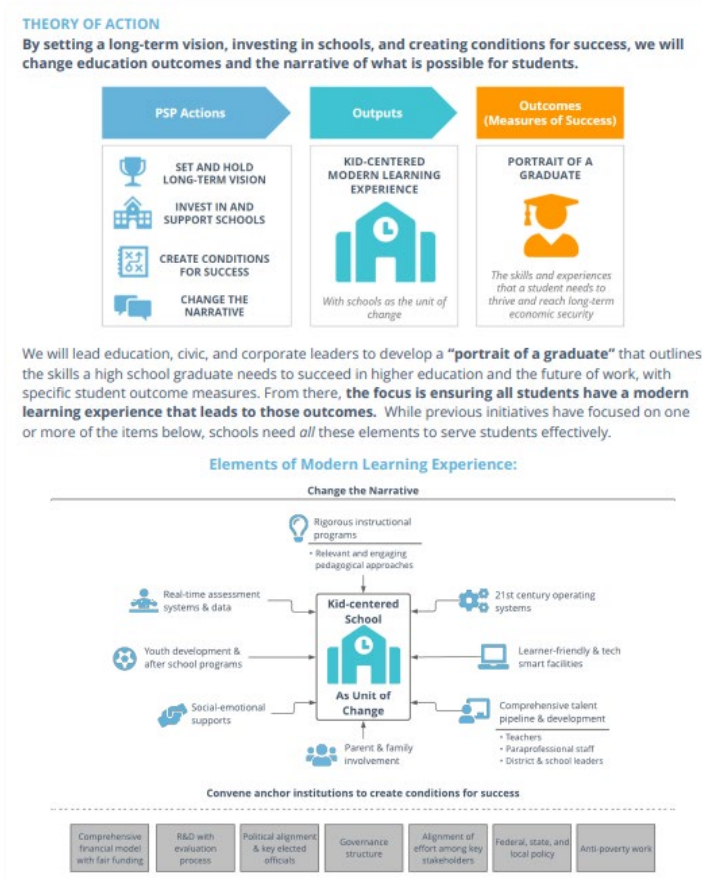 THEORY OF ACTION
By setting a long-term vision, investing in schools, and creating conditions for success, we will
change education outcomes and the narrative of what is possible for students.
PSP Actions
Outputs
Outcomes
(Measures of Success)
SET AND HOLD
LONG-TERM VISION
INVEST IN AND
SUPPORT SCHOOLS
CREATE CONDITIONS
FOR SUCCESS
CHANGE THE
NARRATIVE
KID-CENTERED
MODERN LEARNING
EXPERIENCE
With schools as the unit of
change
PORTRAIT OF A
GRADUATE
The skills and experiences
that a student needs to
thrive and reach long-term
economic security
We will lead education, civic, and corporate leaders to develop a “portrait of a graduate” that outlines
the skills a high school graduate needs to succeed in higher education and the future of work, with
specific student outcome measures. From there, the focus is ensuring all students have a modern
learning experience that leads to those outcomes. While previous initiatives have focused on one
or more of the items below, schools need all these elements to serve students effectively.
Elements of Modern Learning Experience:
Change the Narrative
Rigorous instructional
programs
• Relevant and engaging
pedagogical approaches
Real-time assessment
systems & data
Youth development &
after school programs
Social-emotional
supports
Kid-centered
School
As Unit of
Change
21st century operating
systems
Learner-friendly & tech
smart facilities
Comprehensive talent
pipeline & development
• Teachers
• Paraprofessional staff
• District & school leaders
Parent & family
involvement
Convene anchor institutions to create conditions for success
Comprehensive
financial model
with fair funding
R&D with
evaluation
process
Political alignment
& key elected
officials
Governance
structure
Alignment of
effort among key
stakeholders
Federal, state, and
local policy
Anti-poverty work